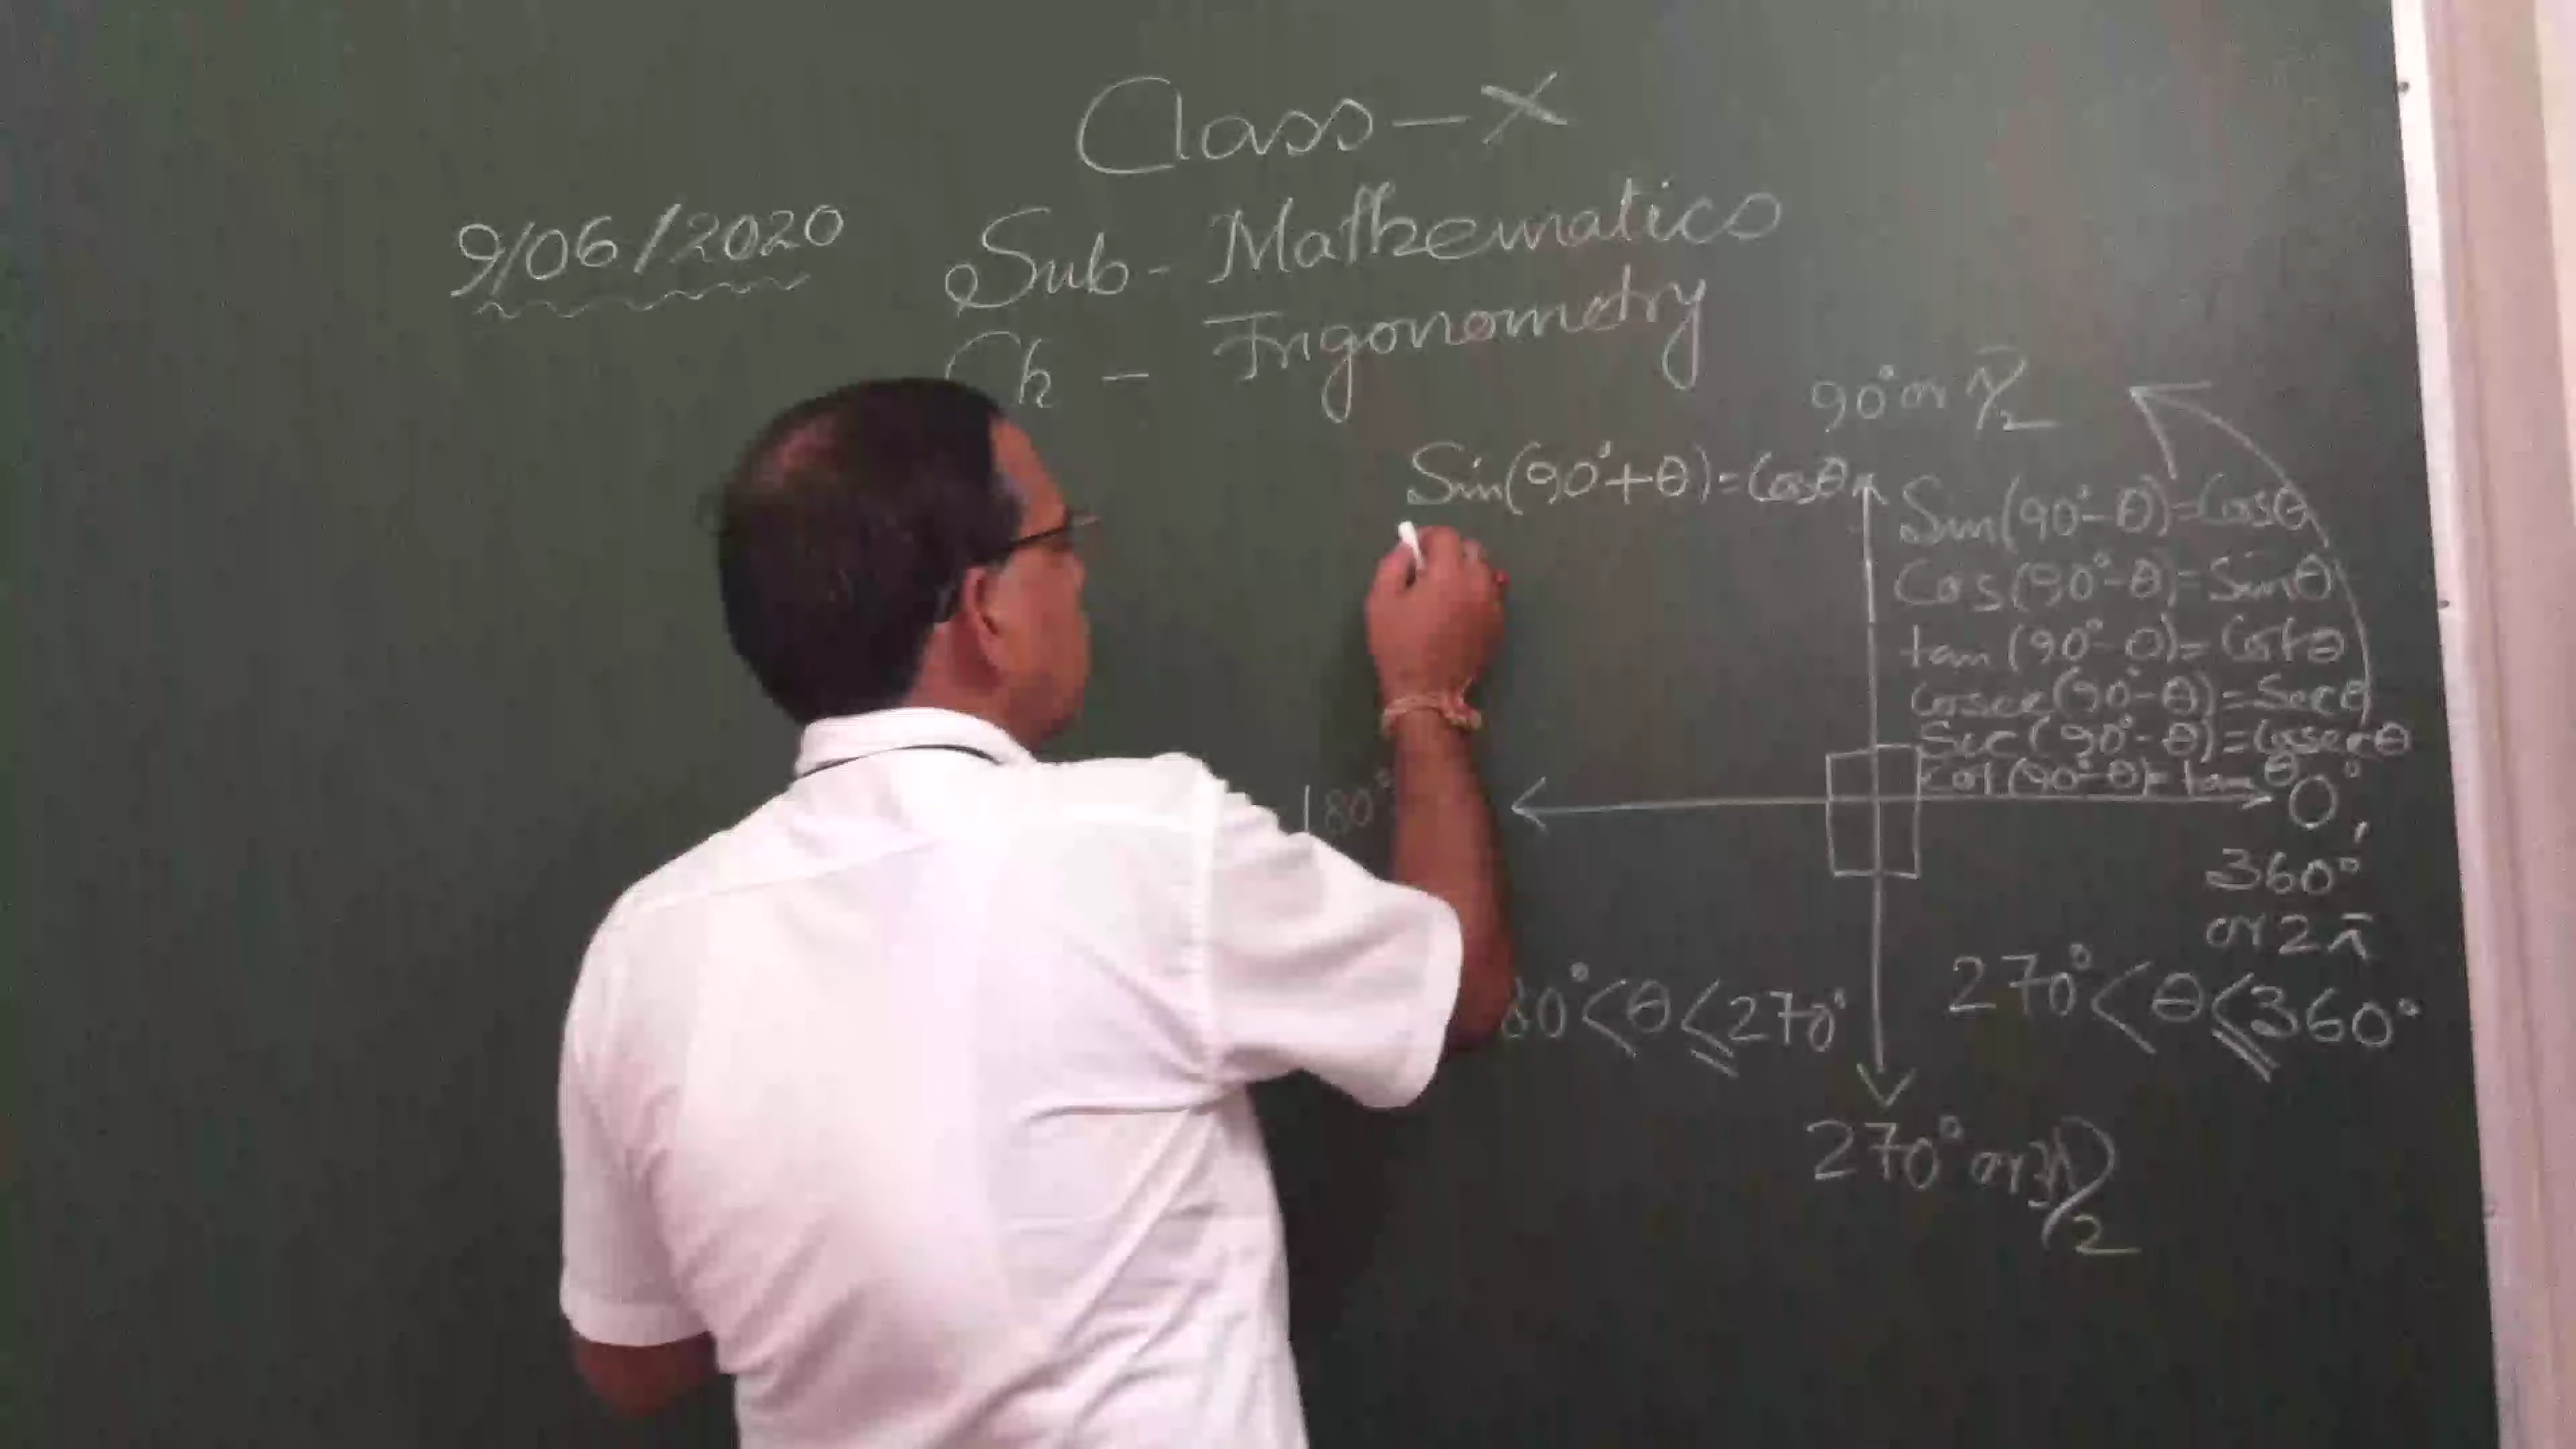 Class - X
9/06/2020
Sub - Mathematics
Ch - Trigonometry
90° or π/2
Sin(90°+θ)=Cosθ
Sin(90°-θ)=Cosθ
Cos(90°-θ)=Sinθ
tan(90°-θ)=Cotθ
Cosec(90°-θ)=Secθ
Sec(90°-θ)=Cosecθ
Cot(90°-θ)=tanθ
180°
0°,
360°
or 2π
80°<θ≤270°
270°<θ≤360°
270° or 3π/2